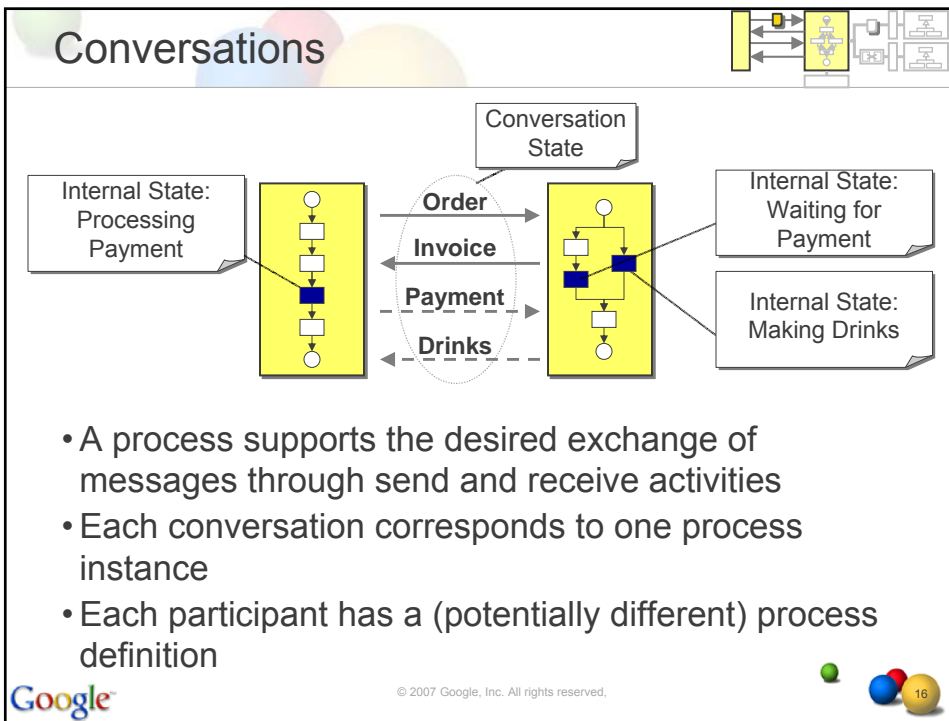 Conversations
Conversation
State
Internal State:
Processing
Payment
Order
Invoice
Payment
Drinks
Internal State:
Waiting for
Payment
Internal State:
Making Drinks
• A process supports the desired exchange of
messages through send and receive activities
• Each conversation corresponds to one process
instance
• Each participant has a (potentially different) process
definition
Google™
© 2007 Google, Inc. All rights reserved,
16